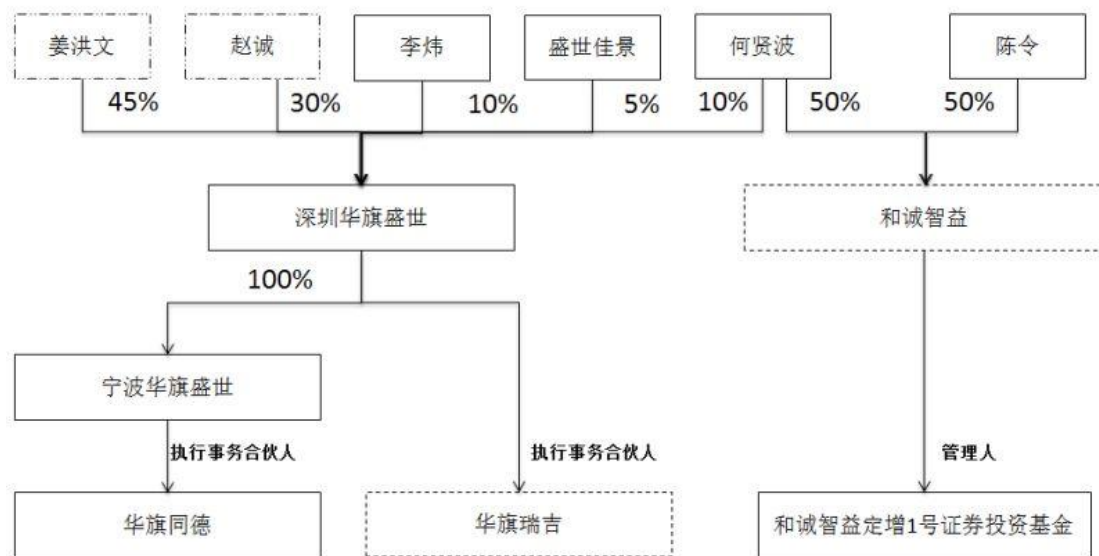 姜洪文
赵诚
李炜
盛世佳景
何贤波
陈令
45%
30%
10%
5%
10%
50%
50%
深圳华旗盛世
和诚智益
100%
宁波华旗盛世
执行事务合伙人
执行事务合伙人
管理人
华旗同德
华旗瑞吉
和诚智益定增1号证券投资基金